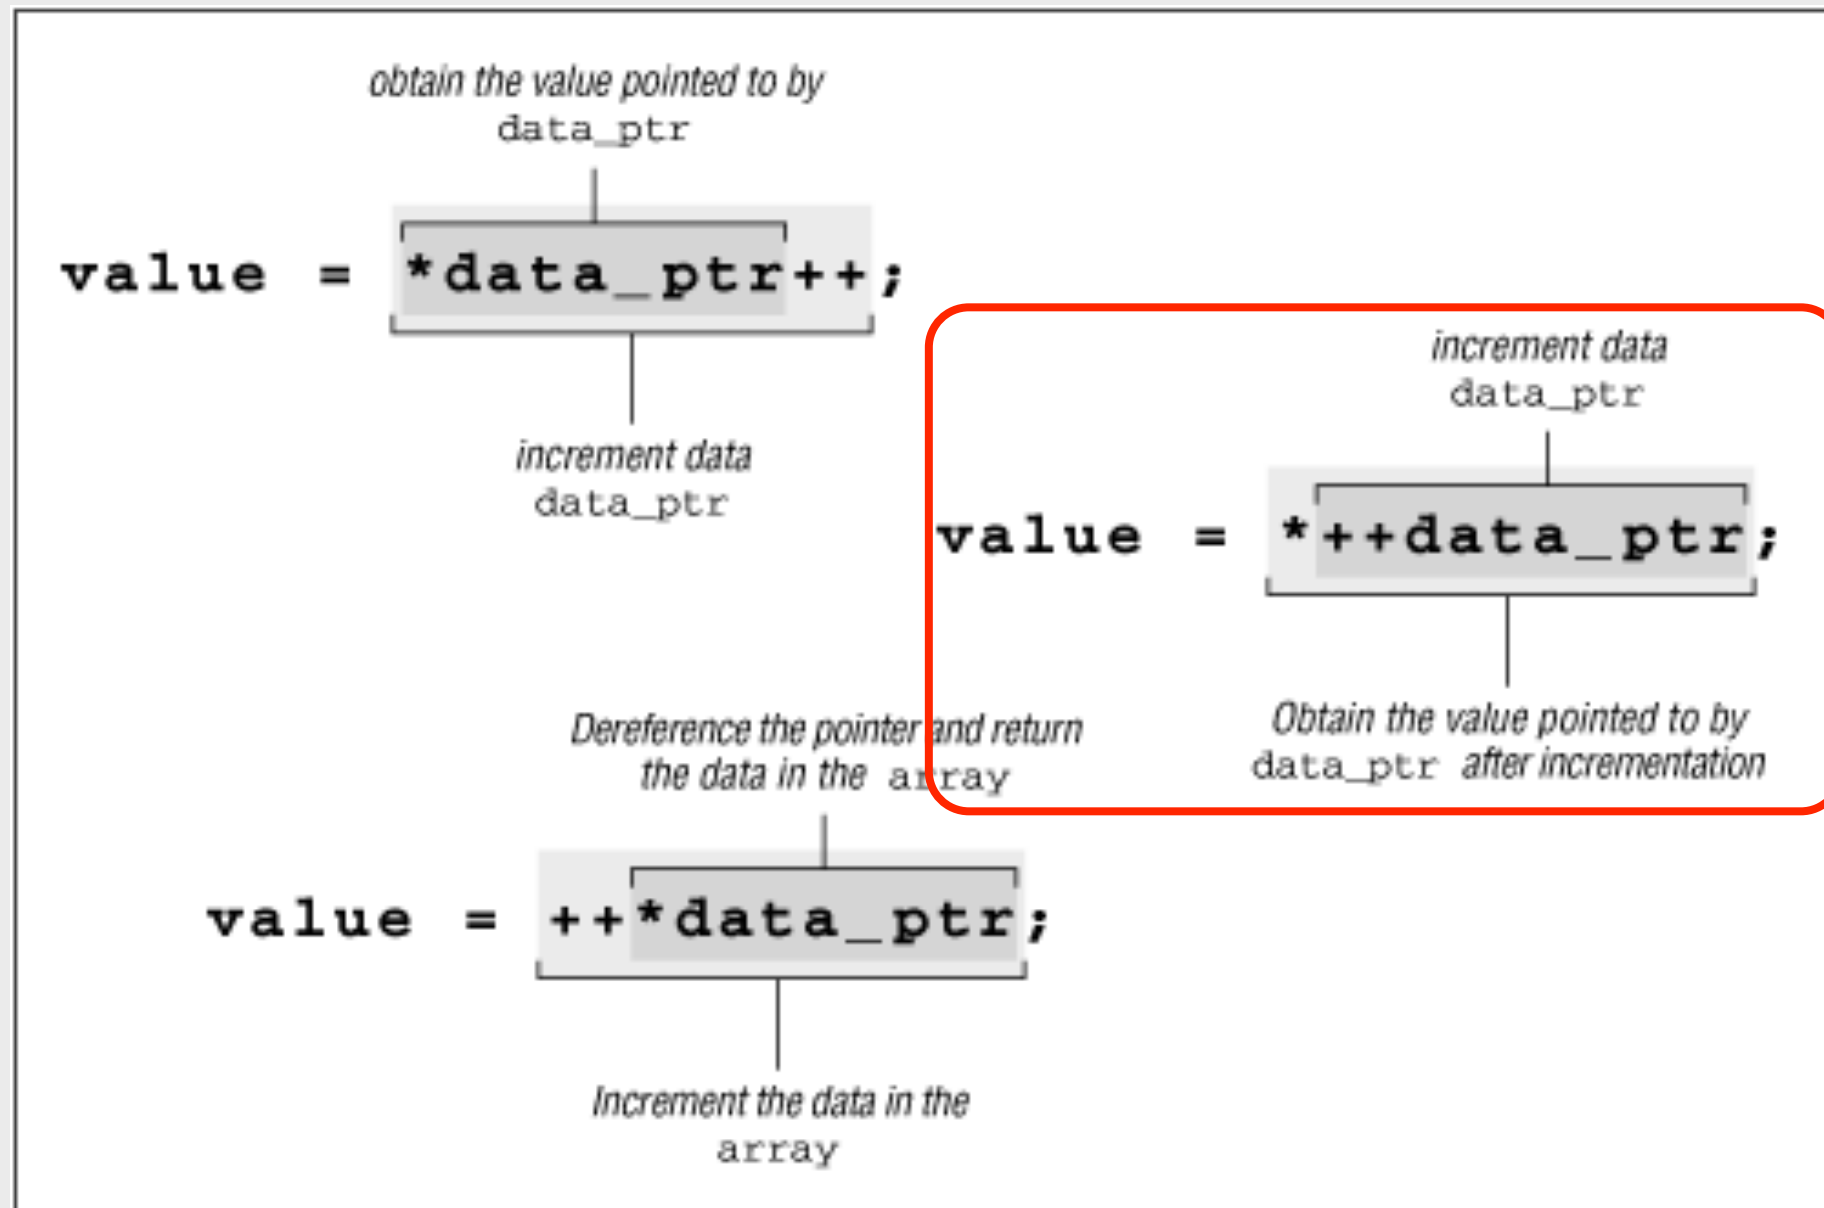 obtain the value pointed to by
data_ptr
value = *data_ptr++;
increment data
data_ptr
increment data
data_ptr
value = *++data_ptr;
Obtain the value pointed to by
data_ptr after incrementation
Dereference the pointer and return
the data in the array
value = ++*data_ptr;
Increment the data in the
array